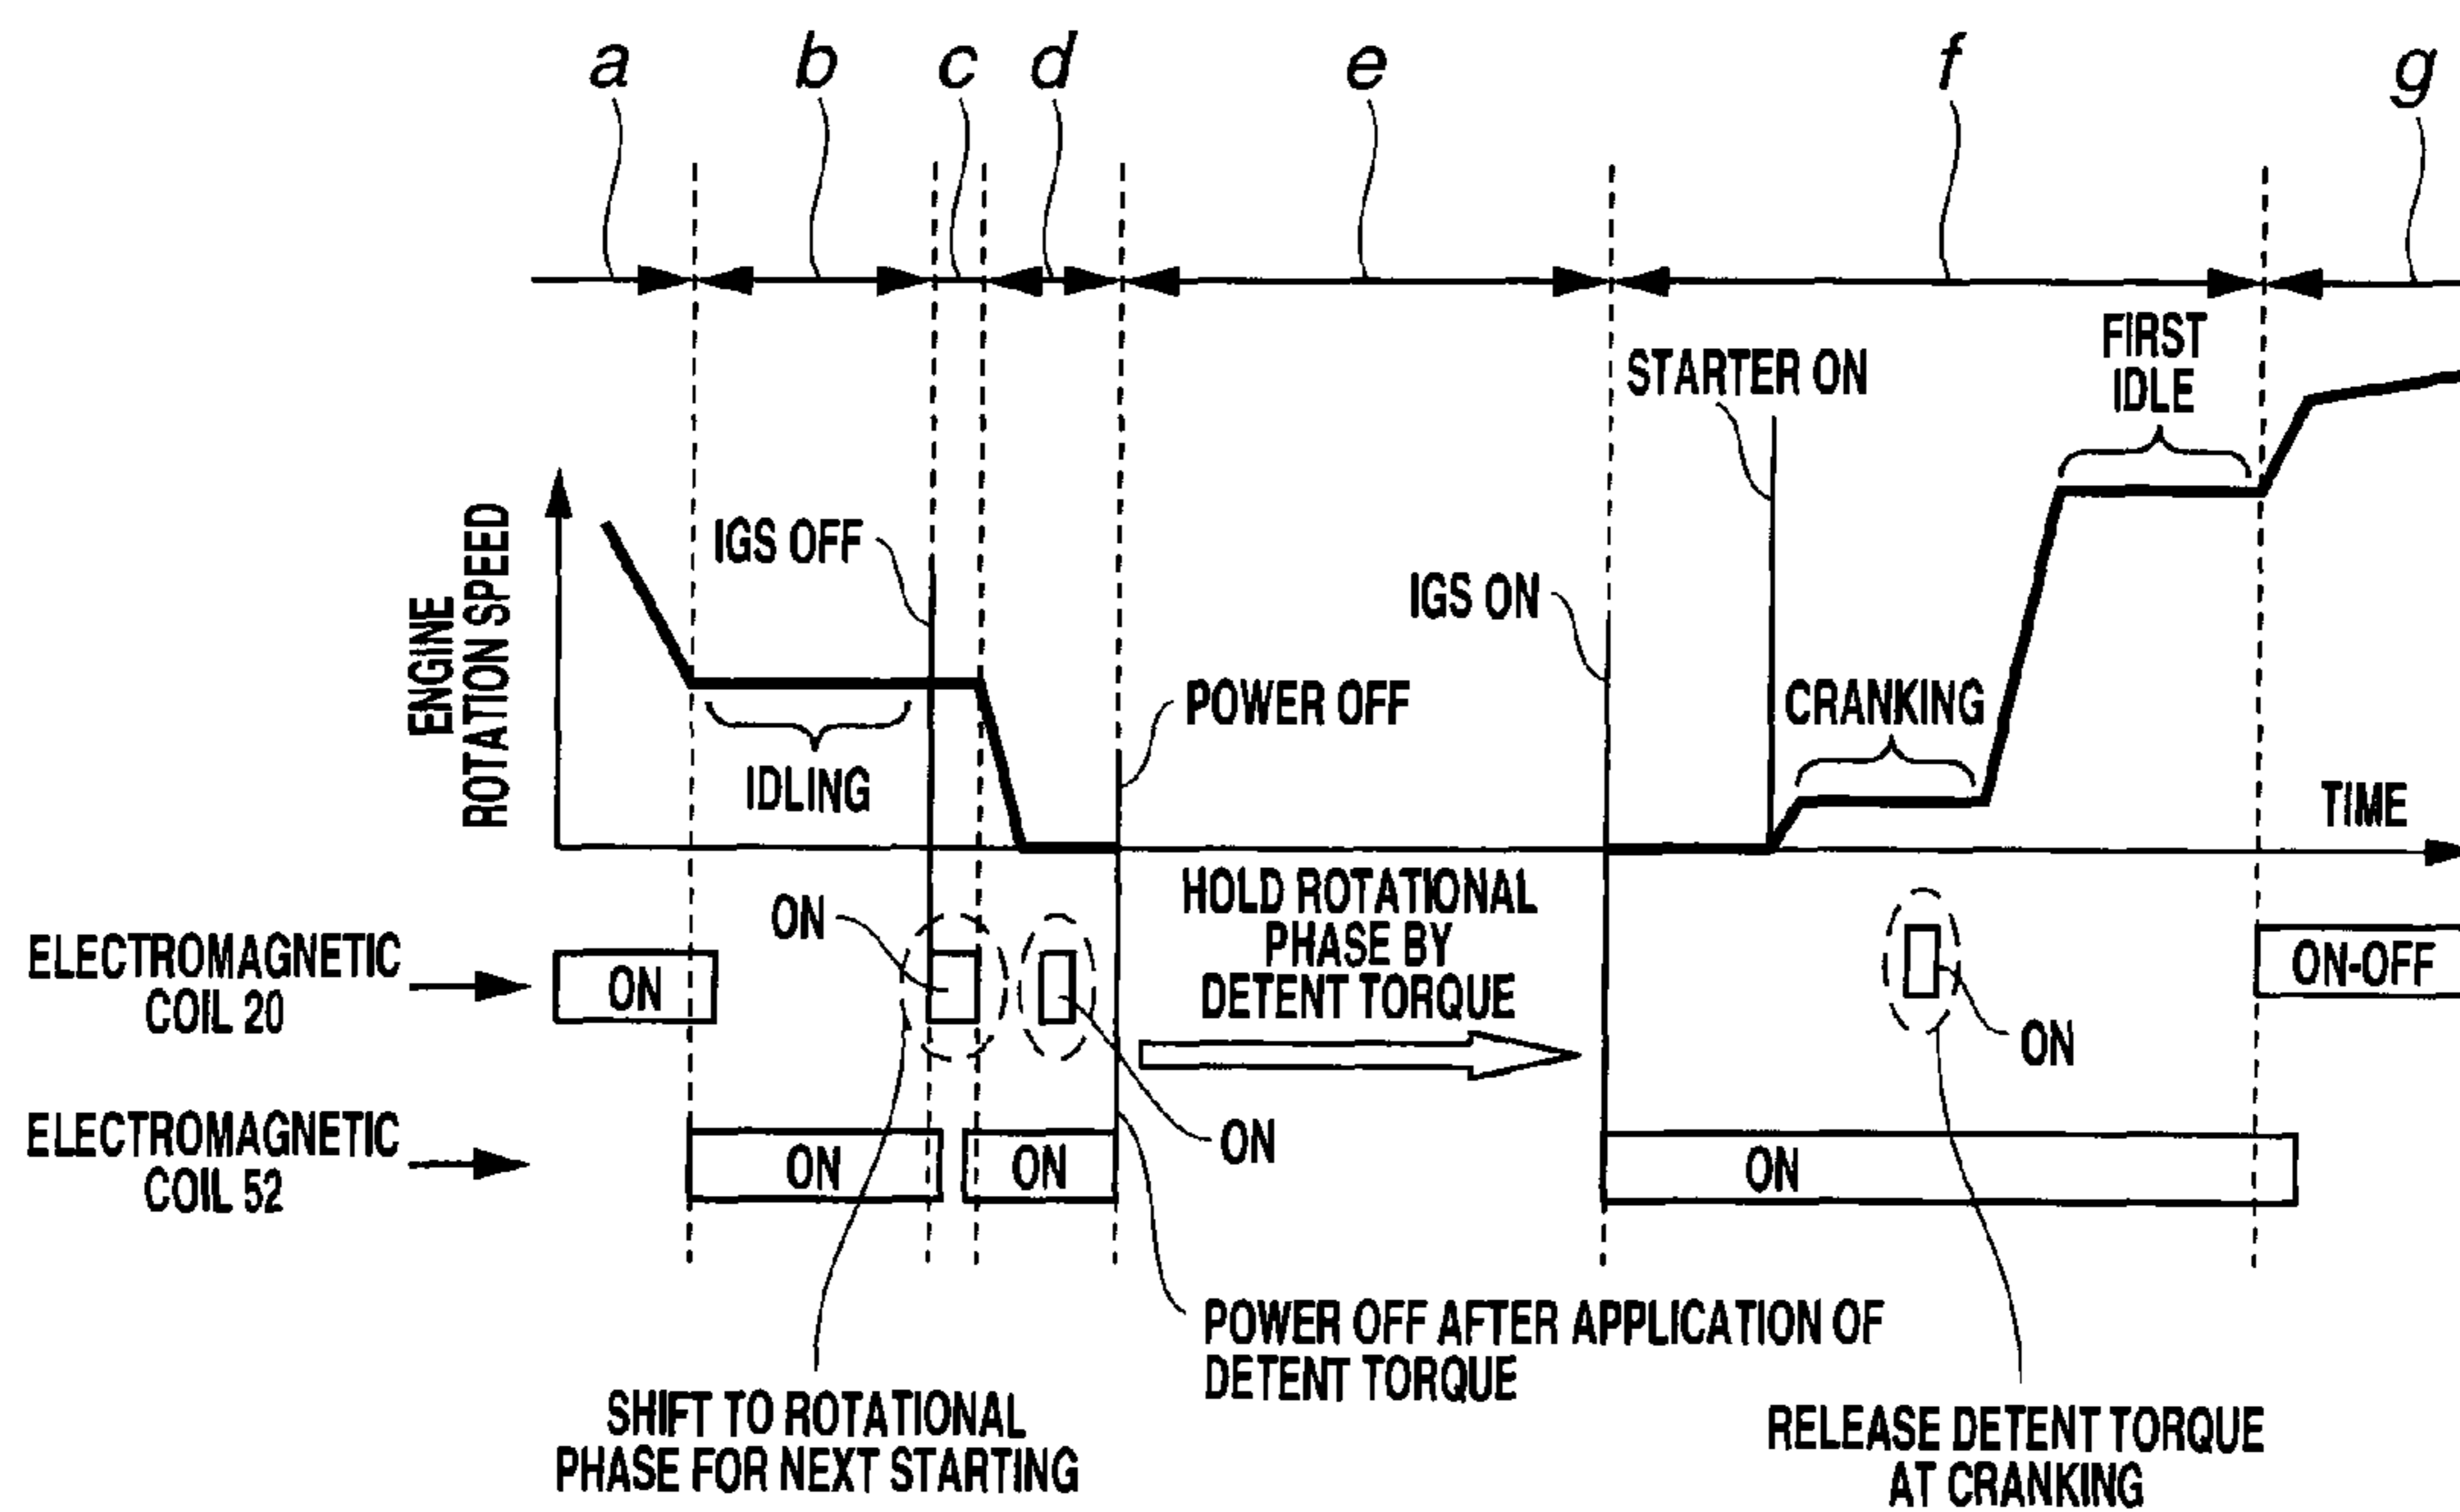 a
b
c
d
e
f
g
FIRST
IDLE
STARTER ON
IGS OFF
IGS ON
ENGINE
ROTATION SPEED
POWER OFF
CRANKING
IDLING
TIME
HOLD ROTATIONAL
PHASE BY
DETENT TORQUE
ON
ELECTROMAGNETIC
COIL 20
ON
ON-OFF
ON
ON
ELECTROMAGNETIC
COIL 52
ON
ON
ON
POWER OFF AFTER APPLICATION OF
DETENT TORQUE
SHIFT TO ROTATIONAL
PHASE FOR NEXT STARTING
RELEASE DETENT TORQUE
AT CRANKING